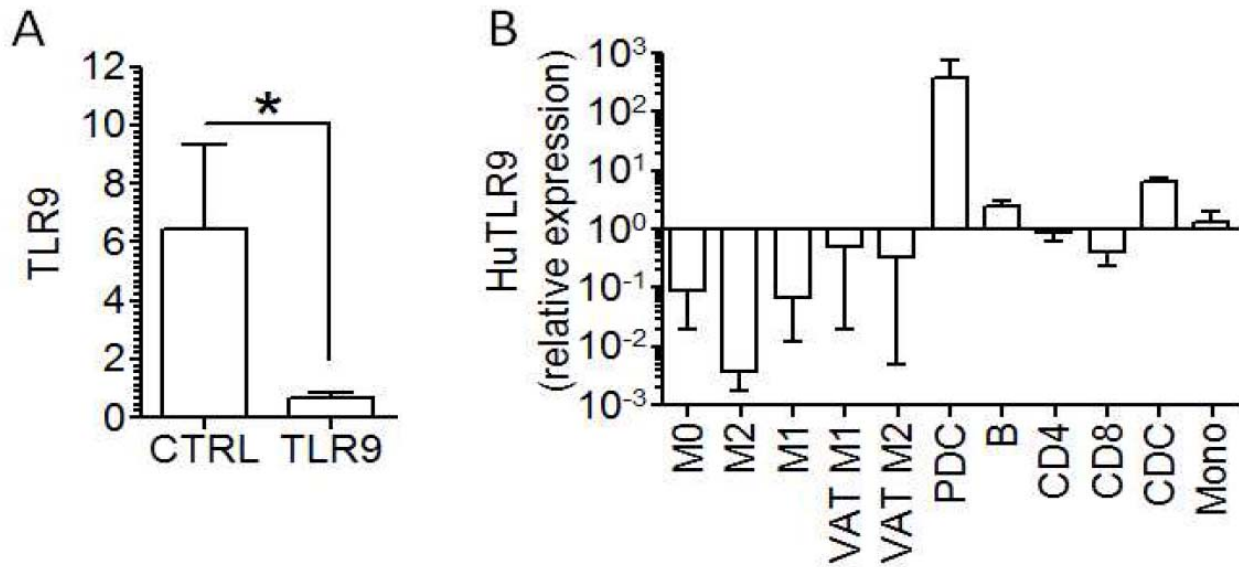 A
TLR9
12
10
8
6
4
2
0
*
CTRL TLR9
B
HuTLR9
(relative expression)
10³
10²
10¹
10⁰
10⁻¹
10⁻²
10⁻³
M0
M2
M1
VAT M1
VAT M2
PDC
B
CD4
CD8
CDC
Mono